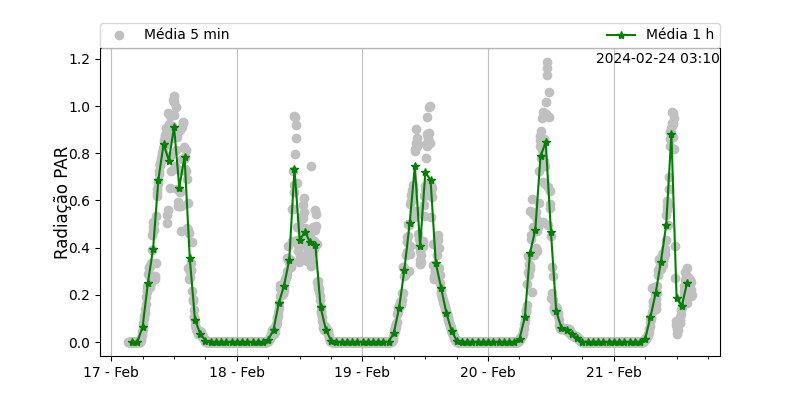 Média 5 min
Média 1 h
2024-02-24 03:10
Radiação PAR
1.2
1.0
0.8
0.6
0.4
0.2
0.0
17 - Feb
18 - Feb
19 - Feb
20 - Feb
21 - Feb